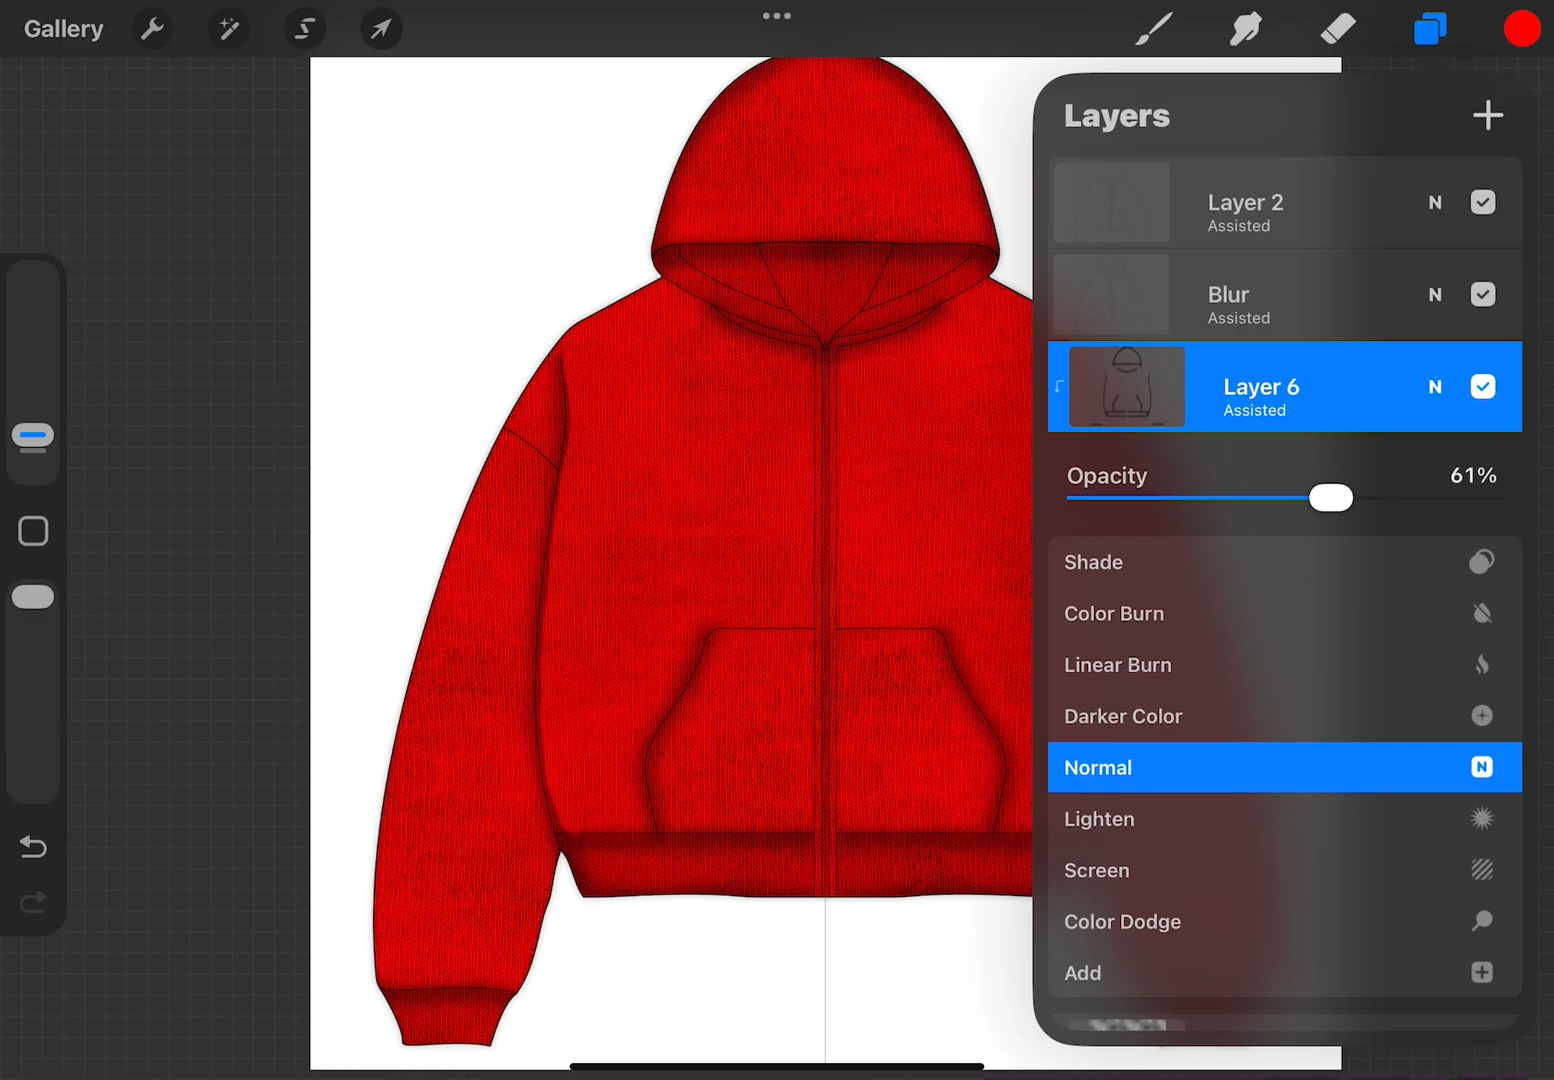 Gallery
Layers
Layer 2
Assisted
N
Blur
Assisted
N
Layer 6
Assisted
N
Opacity
61%
Shade
Color Burn
Linear Burn
Darker Color
Normal
N
Lighten
Screen
Color Dodge
Add